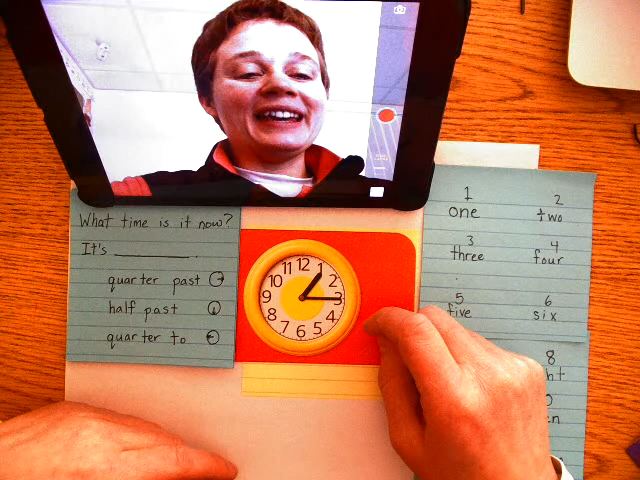 What time is it now?
It's ________.
quarter past
half past
quarter to
12
1
2
3
4
5
6
7
8
9
10
11
1 2
one two
3 4
three four
5 6
five six
8
ht
n